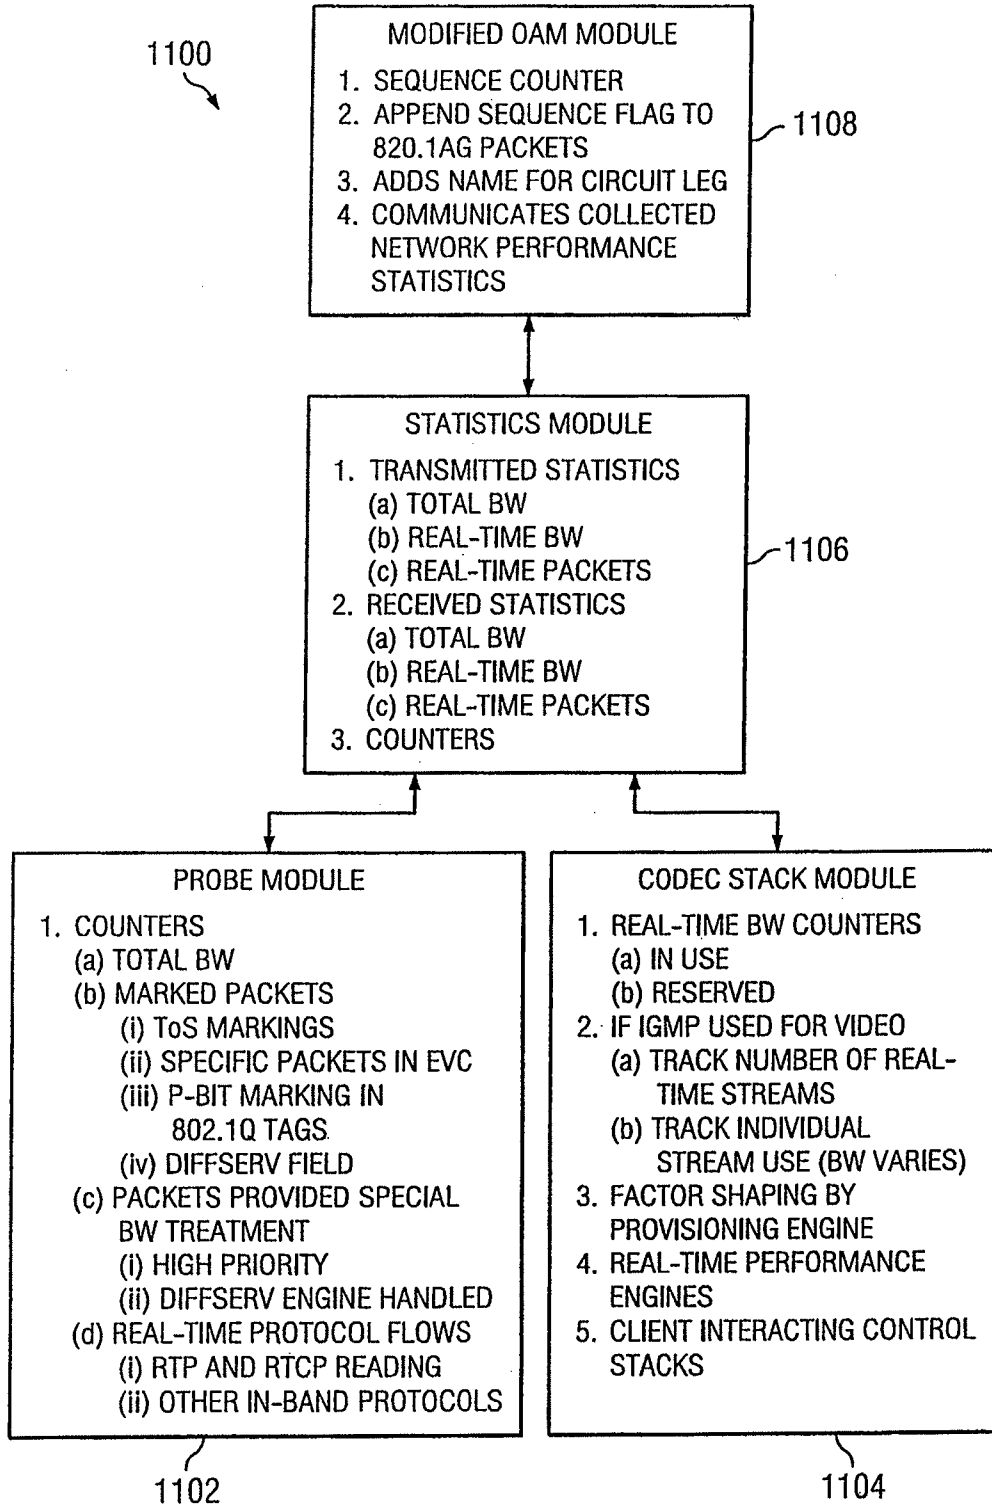 1100
MODIFIED OAM MODULE
1. SEQUENCE COUNTER
2. APPEND SEQUENCE FLAG TO
820.1AG PACKETS
3. ADDS NAME FOR CIRCUIT LEG
4. COMMUNICATES COLLECTED
NETWORK PERFORMANCE
STATISTICS
1108
STATISTICS MODULE
1. TRANSMITTED STATISTICS
(a) TOTAL BW
(b) REAL-TIME BW
(c) REAL-TIME PACKETS
2. RECEIVED STATISTICS
(a) TOTAL BW
(b) REAL-TIME BW
(c) REAL-TIME PACKETS
3. COUNTERS
1106
PROBE MODULE
1. COUNTERS
(a) TOTAL BW
(b) MARKED PACKETS
(i) ToS MARKINGS
(ii) SPECIFIC PACKETS IN EVC
(iii) P-BIT MARKING IN
802.1Q TAGS
(iv) DIFFSERV FIELD
(c) PACKETS PROVIDED SPECIAL
BW TREATMENT
(i) HIGH PRIORITY
(ii) DIFFSERV ENGINE HANDLED
(d) REAL-TIME PROTOCOL FLOWS
(i) RTP AND RTCP READING
(ii) OTHER IN-BAND PROTOCOLS
1102
CODEC STACK MODULE
1. REAL-TIME BW COUNTERS
(a) IN USE
(b) RESERVED
2. IF IGMP USED FOR VIDEO
(a) TRACK NUMBER OF REAL-
TIME STREAMS
(b) TRACK INDIVIDUAL
STREAM USE (BW VARIES)
3. FACTOR SHAPING BY
PROVISIONING ENGINE
4. REAL-TIME PERFORMANCE
ENGINES
5. CLIENT INTERACTING CONTROL
STACKS
1104